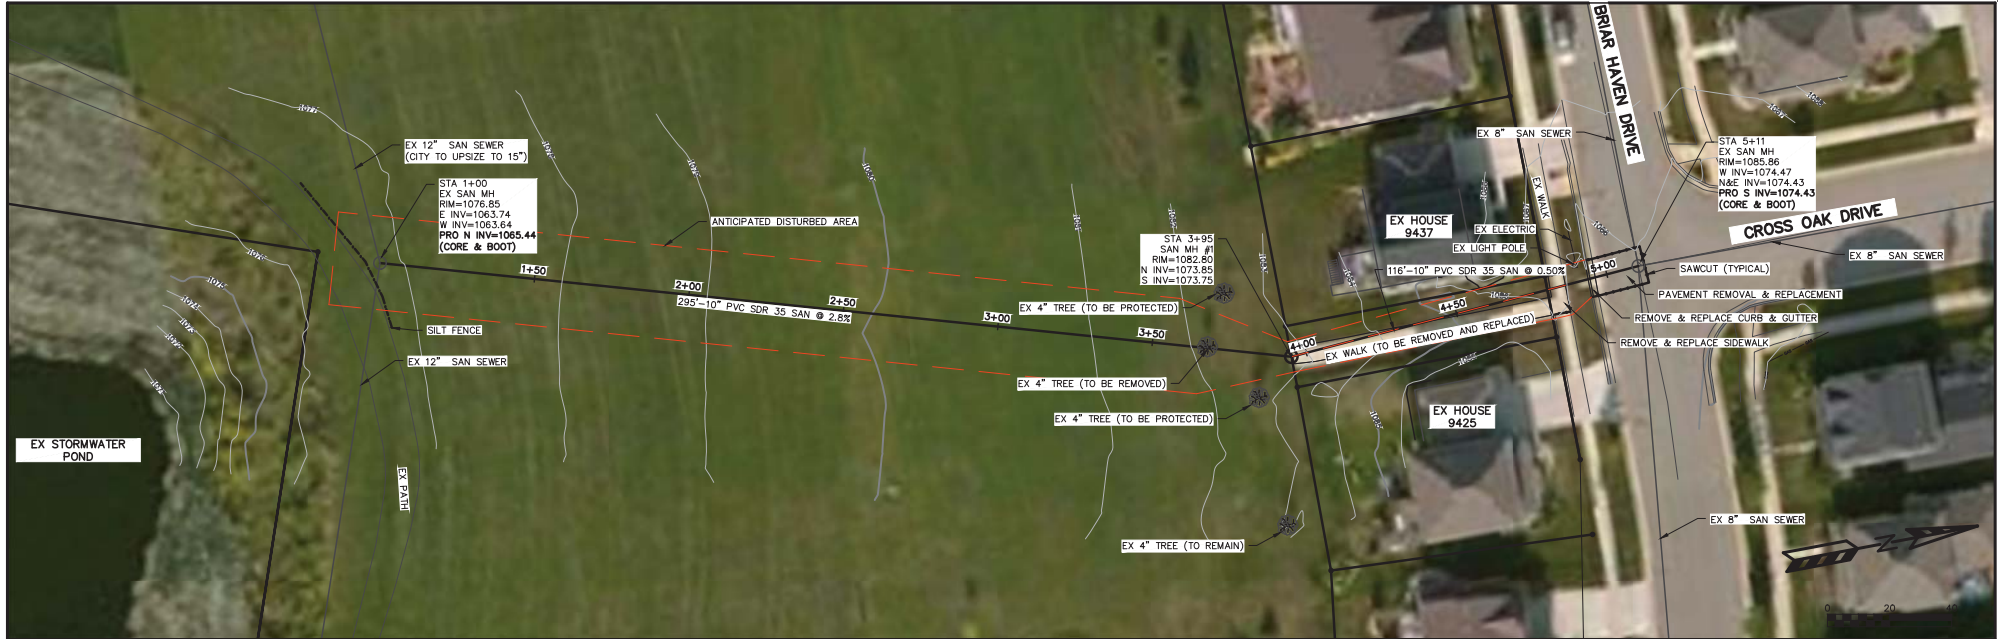 BRIAR HAVEN DRIVE
EX 12" SAN SEWER
(CITY TO UPSIZE TO 15")
STA 1+00
EX SAN MH
RIM=1076.85
E INV=1063.74
W INV=1063.64
PRO N INV=1065.44
(CORE & BOOT)
ANTICIPATED DISTURBED AREA
1+50
2+00
2+50
295'-10" PVC SDR 35 SAN @ 2.8%
3+00
3+50
SILT FENCE
EX 12" SAN SEWER
EX PATH
EX STORMWATER
POND
STA 3+95
SAN MH #1
RIM=1082.80
N INV=1073.85
S INV=1073.75
EX 4" TREE (TO BE PROTECTED)
EX 4" TREE (TO BE REMOVED)
EX 4" TREE (TO BE PROTECTED)
EX 4" TREE (TO REMAIN)
EX 8" SAN SEWER
EX WALK
EX HOUSE
9437
EX ELECTRIC
EX LIGHT POLE
116'-10" PVC SDR 35 SAN @ 0.50%
4+00
4+50
5+00
EX WALK (TO BE REMOVED AND REPLACED)
EX HOUSE
9425
STA 5+11
EX SAN MH
RIM=1085.86
W INV=1074.47
N&E INV=1074.43
PRO S INV=1074.43
(CORE & BOOT)
CROSS OAK DRIVE
EX 8" SAN SEWER
SAWCUT (TYPICAL)
PAVEMENT REMOVAL & REPLACEMENT
REMOVE & REPLACE CURB & GUTTER
REMOVE & REPLACE SIDEWALK
EX 8" SAN SEWER
N
0 20 40